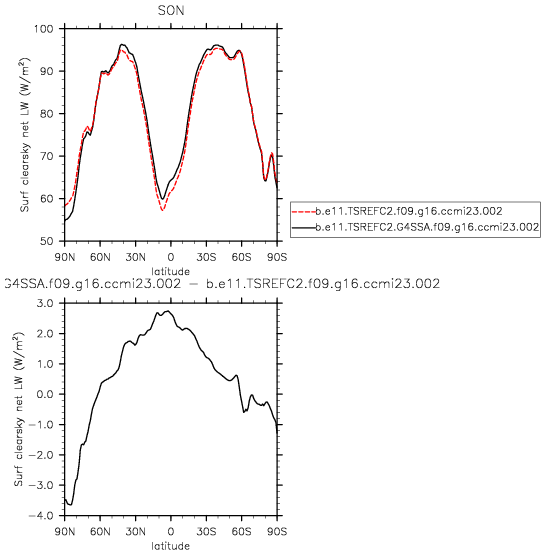 SON
100
90
80
70
60
50
Surf clearsky net LW (W/m²)
90N 60N 30N 0 30S 60S 90S
latitude
b.e11.TSREFC2.f09.g16.ccmi23.002
b.e11.TSREFC2.G4SSA.f09.g16.ccmi23.002
G4SSA.f09.g16.ccmi23.002 − b.e11.TSREFC2.f09.g16.ccmi23.002
3.0
2.0
1.0
0.0
-1.0
-2.0
-3.0
-4.0
Surf clearsky net LW (W/m²)
90N 60N 30N 0 30S 60S 90S
latitude